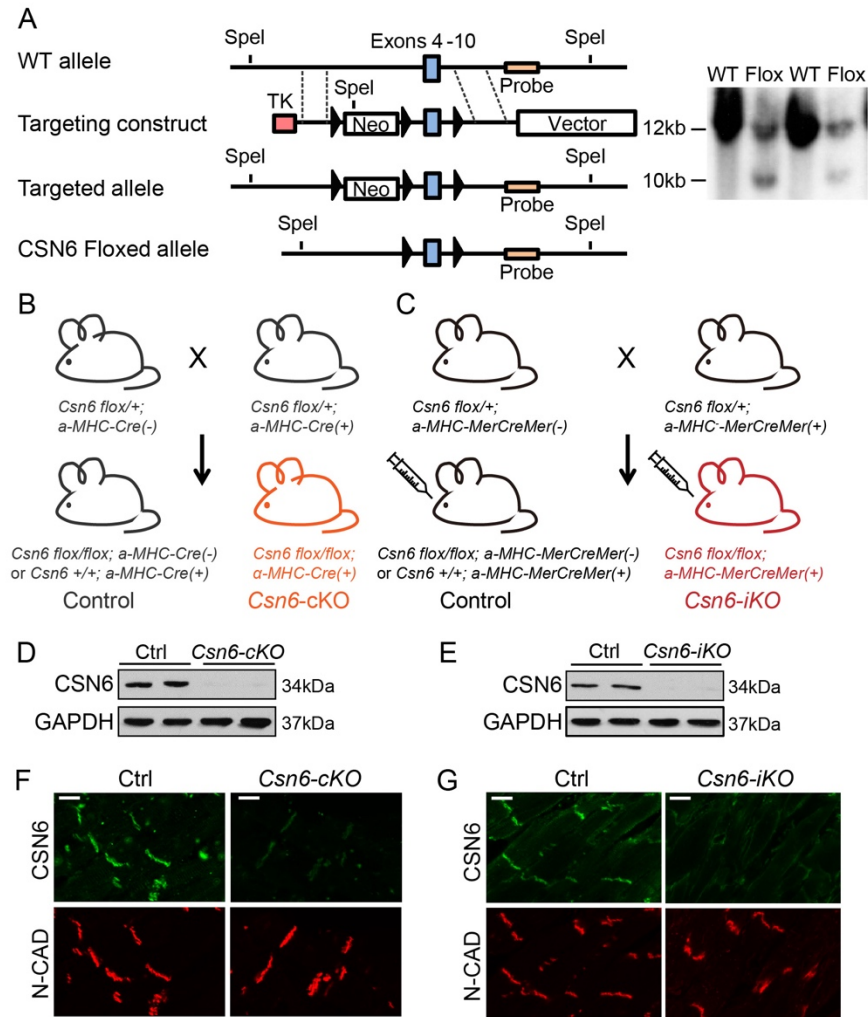 A
WT allele
SpeI
Exons 4-10
SpeI
Probe
Targeting construct
TK
SpeI
Neo
Vector
Targeted allele
SpeI
Neo
SpeI
Probe
CSN6 Floxed allele
SpeI
SpeI
Probe
WT Flox WT Flox
12kb
10kb
B
X
Csn6 flox/+;
a-MHC-Cre(-)
Csn6 flox/+;
a-MHC-Cre(+)
Csn6 flox/flox; a-MHC-Cre(-)
or Csn6 +/+; a-MHC-Cre(+)
Control
Csn6 flox/flox;
α-MHC-Cre(+)
Csn6-cKO
C
X
Csn6 flox/+;
a-MHC-MerCreMer(-)
Csn6 flox/+;
a-MHC-MerCreMer(+)
Csn6 flox/flox; a-MHC-MerCreMer(-)
or Csn6 +/+; a-MHC-MerCreMer(+)
Control
Csn6 flox/flox;
a-MHC-MerCreMer(+)
Csn6-iKO
D
Ctrl Csn6-cKO
CSN6 34kDa
GAPDH 37kDa
E
Ctrl Csn6-iKO
CSN6 34kDa
GAPDH 37kDa
F
Ctrl Csn6-cKO
CSN6
N-CAD
G
Ctrl Csn6-iKO
CSN6
N-CAD